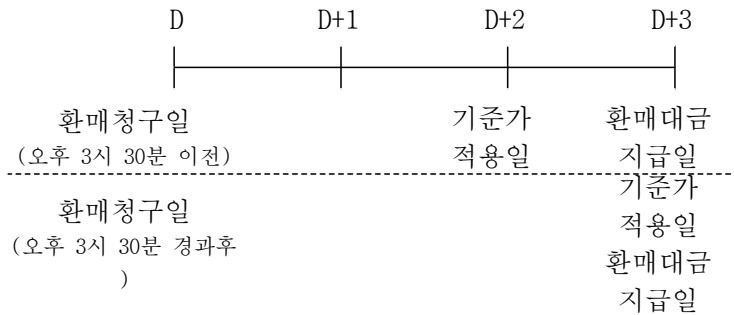 D D+1 D+2 D+3
환매청구일 기준가 환매대금
(오후 3시 30분 이전) 적용일 지급일
기준가
환매청구일 적용일
(오후 3시 30분 경과후 환매대금
) 지급일